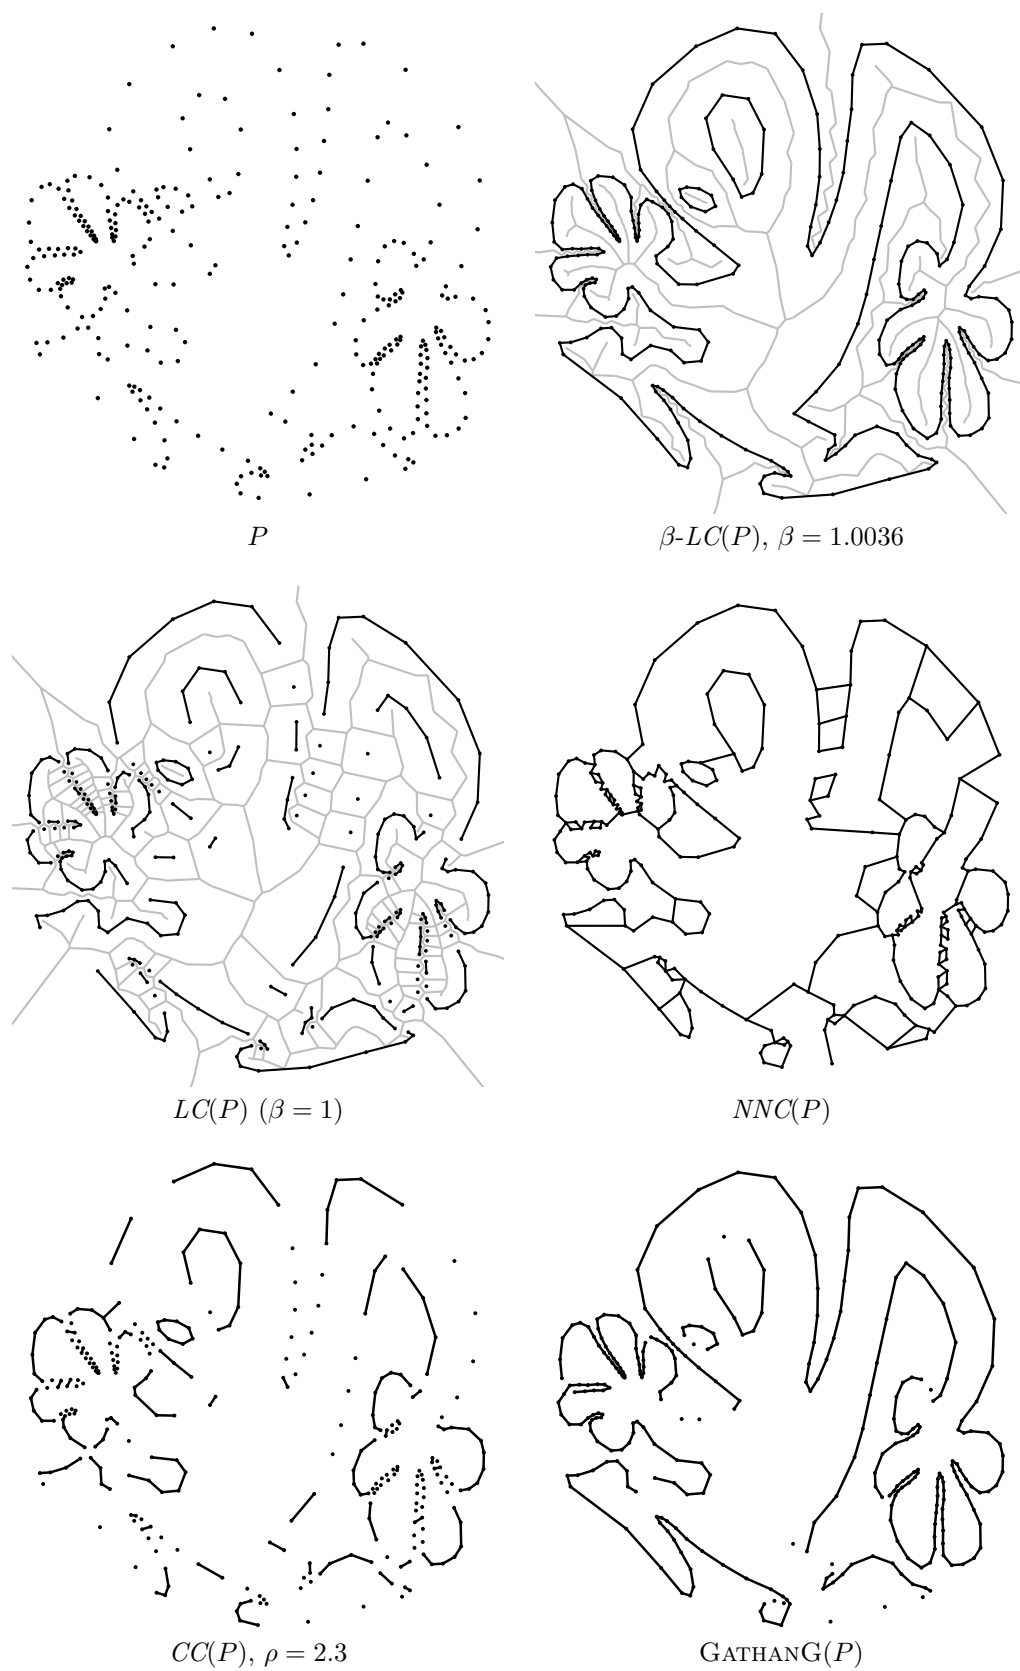 P
β-LC(P), β = 1.0036
LC(P) (β = 1)
NNC(P)
CC(P), ρ = 2.3
GATHANG(P)